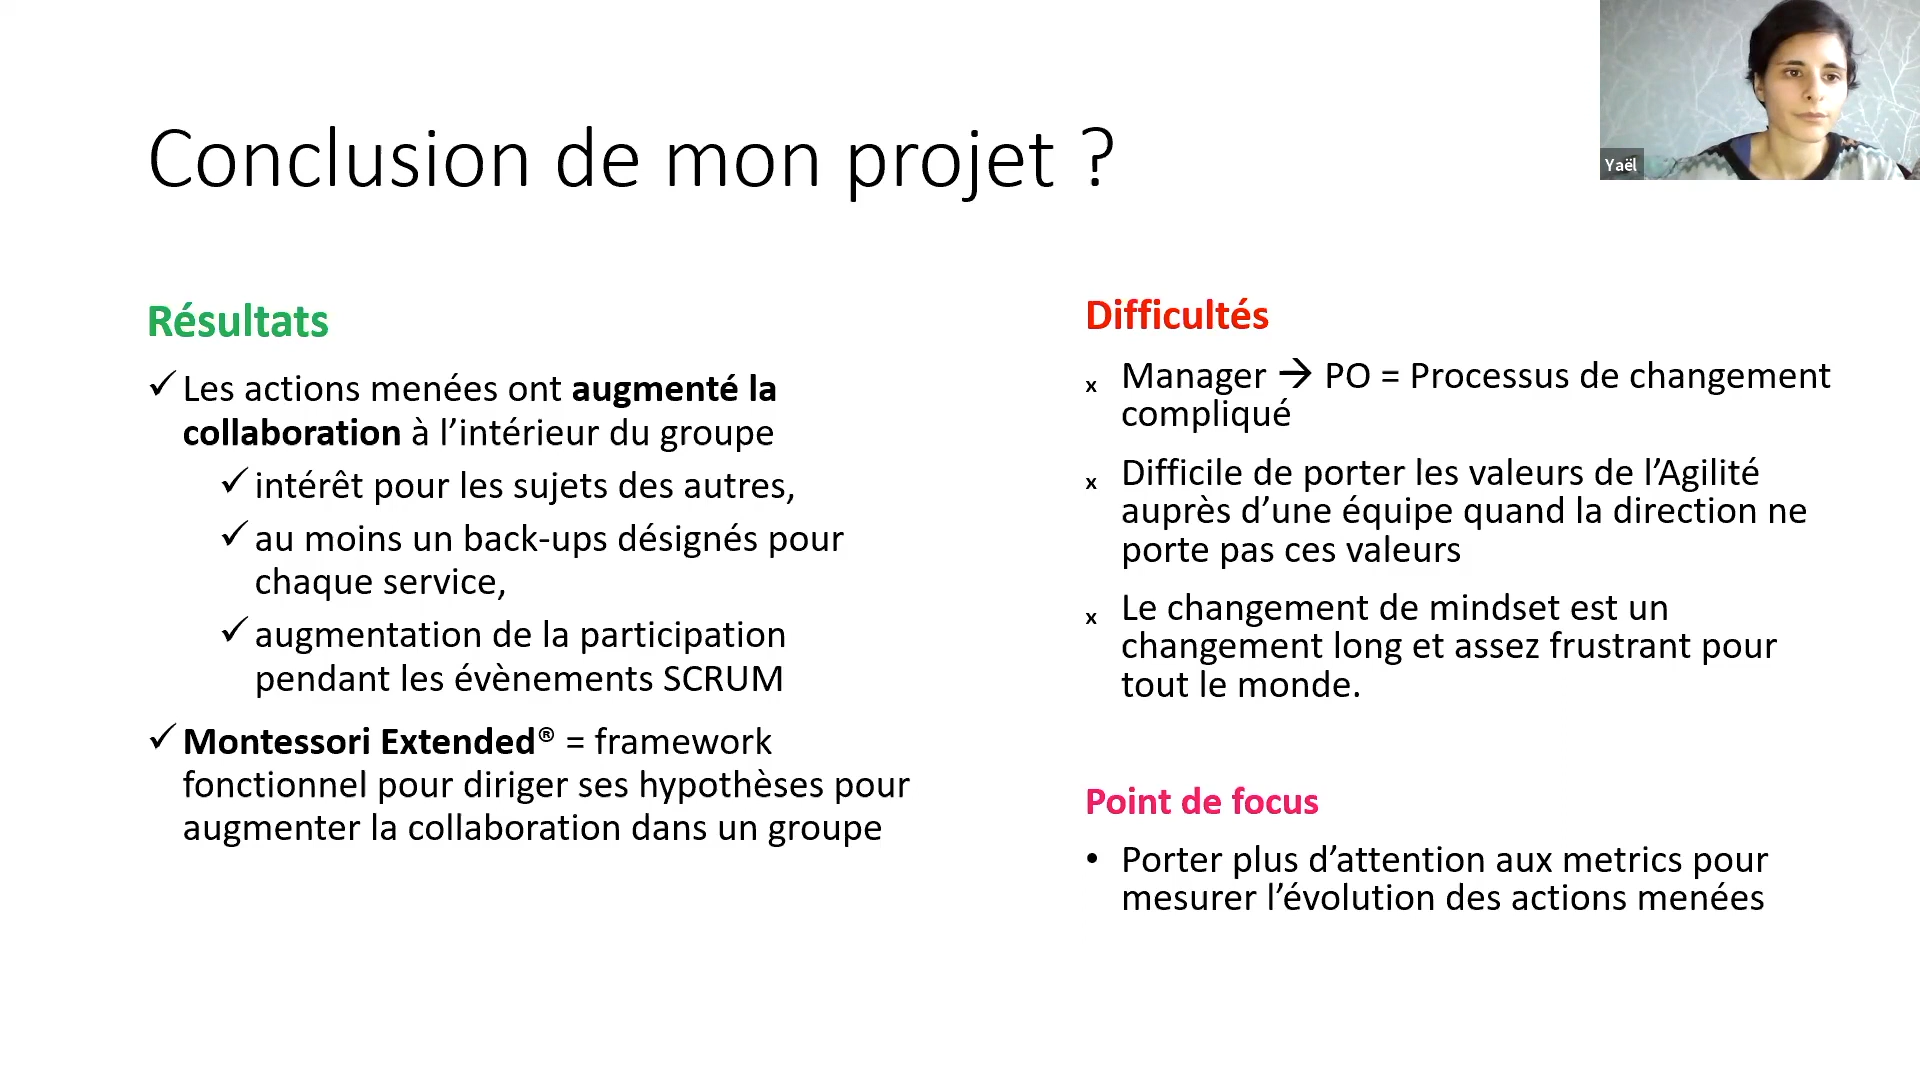 Conclusion de mon projet ?
Yaël
Résultats
✓ Les actions menées ont augmenté la
collaboration à l’intérieur du groupe
✓ intérêt pour les sujets des autres,
✓ au moins un back-ups désignés pour
chaque service,
✓ augmentation de la participation
pendant les évènements SCRUM
✓ Montessori Extended® = framework
fonctionnel pour diriger ses hypothèses pour
augmenter la collaboration dans un groupe
Difficultés
x Manager → PO = Processus de changement
compliqué
x Difficile de porter les valeurs de l’Agilité
auprès d’une équipe quand la direction ne
porte pas ces valeurs
x Le changement de mindset est un
changement long et assez frustrant pour
tout le monde.
Point de focus
• Porter plus d’attention aux metrics pour
mesurer l’évolution des actions menées